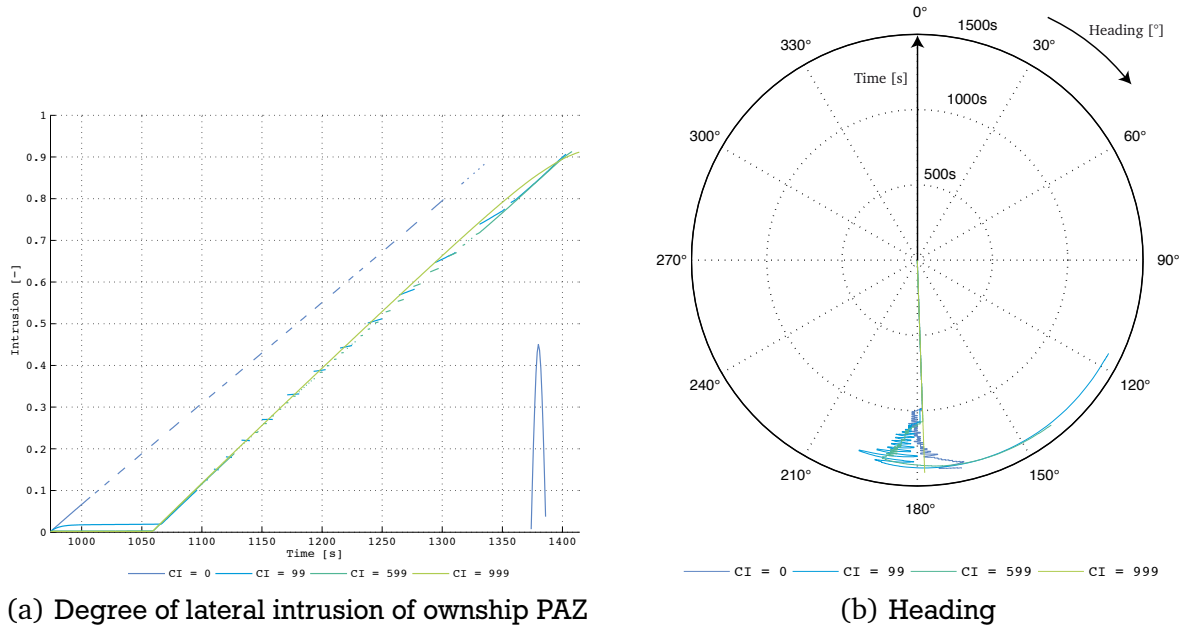 1
0.9
0.8
0.7
0.6
0.5
0.4
0.3
0.2
0.1
0
Intrusion [-]
1000 1050 1100 1150 1200 1250 1300 1350 1400
Time [s]
CI = 0 CI = 99 CI = 599 CI = 999
(a) Degree of lateral intrusion of ownship PAZ
0°
1500s
330° 30°
Heading [°]
Time [s]
1000s
300° 60°
500s
270° 90°
240° 120°
210° 150°
180°
CI = 0 CI = 99 CI = 599 CI = 999
(b) Heading